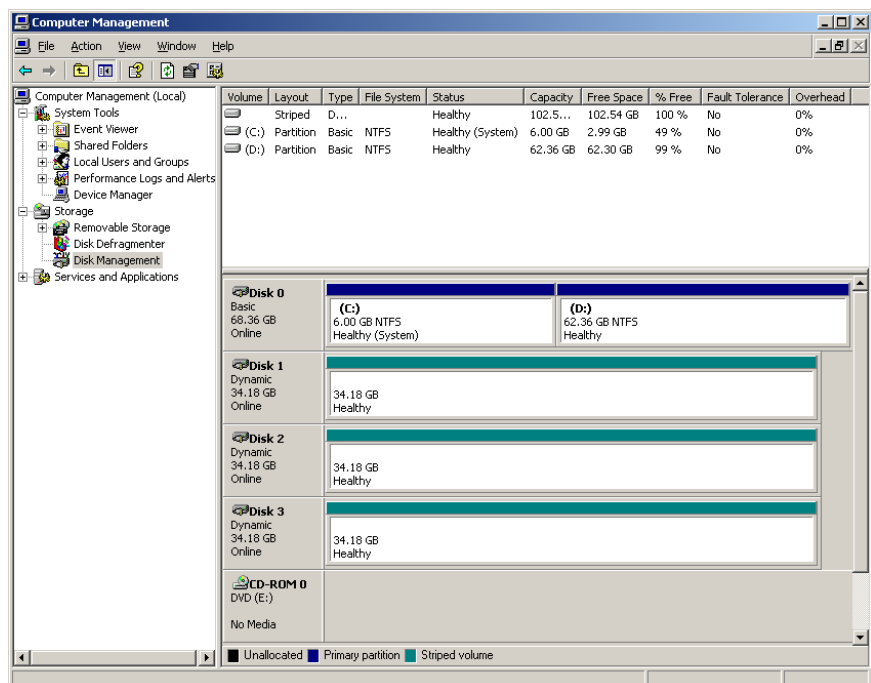 Computer Management
File Action View Window Help
Computer Management (Local)
System Tools
Event Viewer
Shared Folders
Local Users and Groups
Performance Logs and Alerts
Device Manager
Storage
Removable Storage
Disk Defragmenter
Disk Management
Services and Applications
Volume Layout Type File System Status Capacity Free Space % Free Fault Tolerance Overhead
Striped D... Healthy 102.5... 102.54 GB 100 % No 0%
(C:) Partition Basic NTFS Healthy (System) 6.00 GB 2.99 GB 49 % No 0%
(D:) Partition Basic NTFS Healthy 62.36 GB 62.30 GB 99 % No 0%
Disk 0
Basic
68.36 GB
Online
(C:)
6.00 GB NTFS
Healthy (System)
(D:)
62.36 GB NTFS
Healthy
Disk 1
Dynamic
34.18 GB
Online
34.18 GB
Healthy
Disk 2
Dynamic
34.18 GB
Online
34.18 GB
Healthy
Disk 3
Dynamic
34.18 GB
Online
34.18 GB
Healthy
CD-ROM 0
DVD (E:)
No Media
Unallocated Primary partition Striped volume